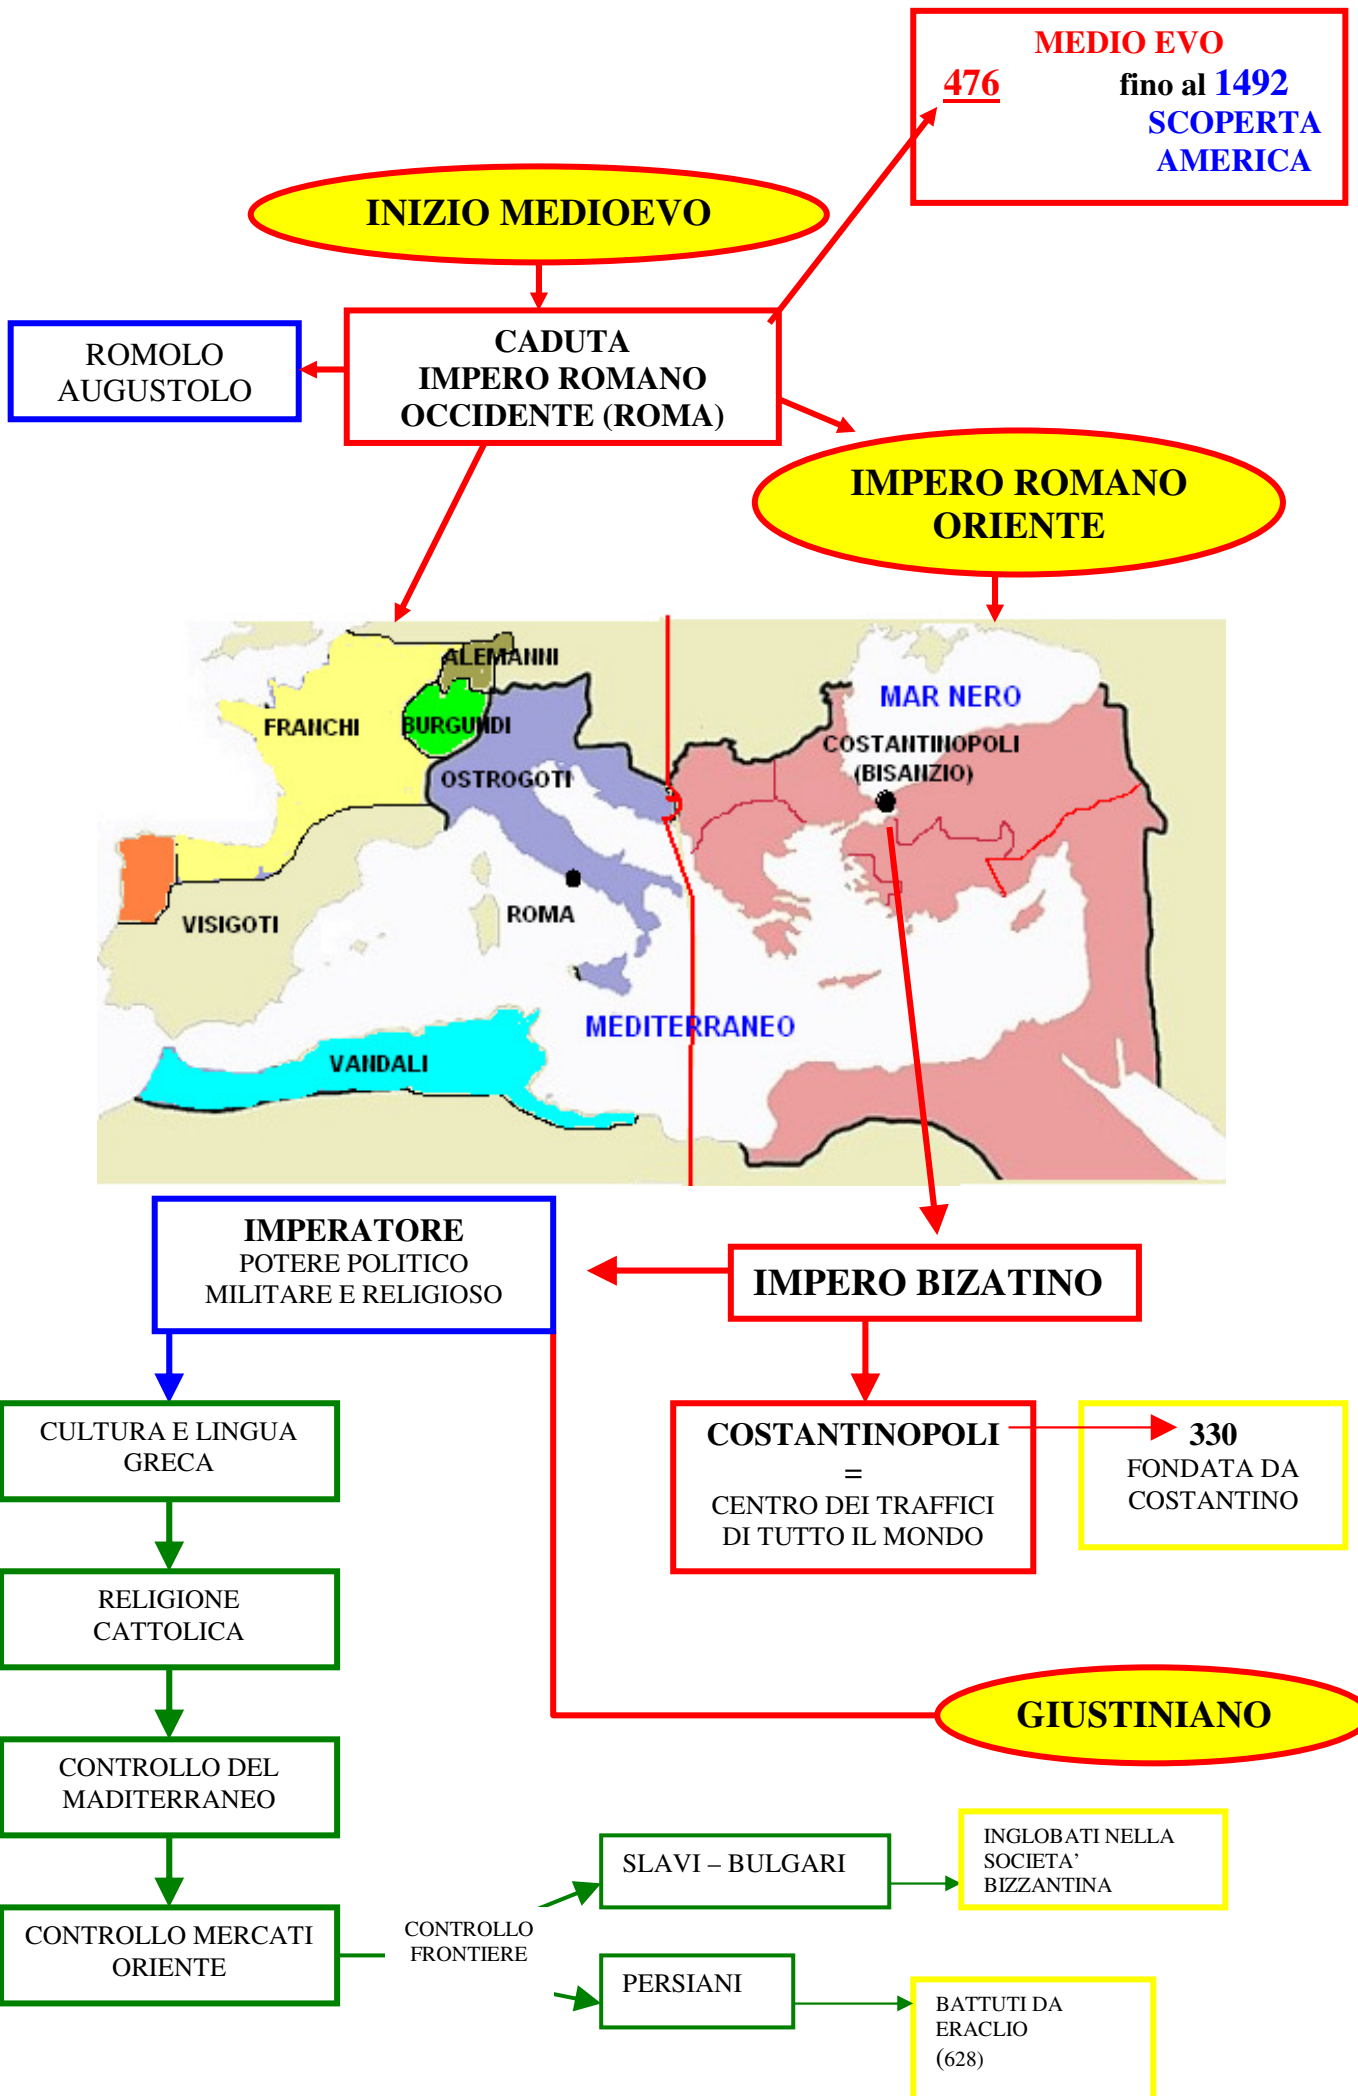 MEDIO EVO
476 fino al 1492
SCOPERTA
AMERICA
INIZIO MEDIOEVO
ROMOLO
AUGUSTOLO
CADUTA
IMPERO ROMANO
OCCIDENTE (ROMA)
IMPERO ROMANO
ORIENTE
ALEMANNI
FRANCHI
BURGUNDI
OSTROGOTI
MAR NERO
COSTANTINOPOLI
(BISANZIO)
VISIGOTI
ROMA
MEDITERRANEO
VANDALI
IMPERATORE
POTERE POLITICO
MILITARE E RELIGIOSO
IMPERO BIZATINO
CULTURA E LINGUA
GRECA
COSTANTINOPOLI
=
CENTRO DEI TRAFFICI
DI TUTTO IL MONDO
330
FONDATA DA
COSTANTINO
RELIGIONE
CATTOLICA
GIUSTINIANO
CONTROLLO DEL
MADITERRANEO
CONTROLLO MERCATI
ORIENTE
CONTROLLO
FRONTIERE
SLAVI – BULGARI
INGLOBATI NELLA
SOCIETA’
BIZZANTINA
PERSIANI
BATTUTI DA
ERACLIO
(628)